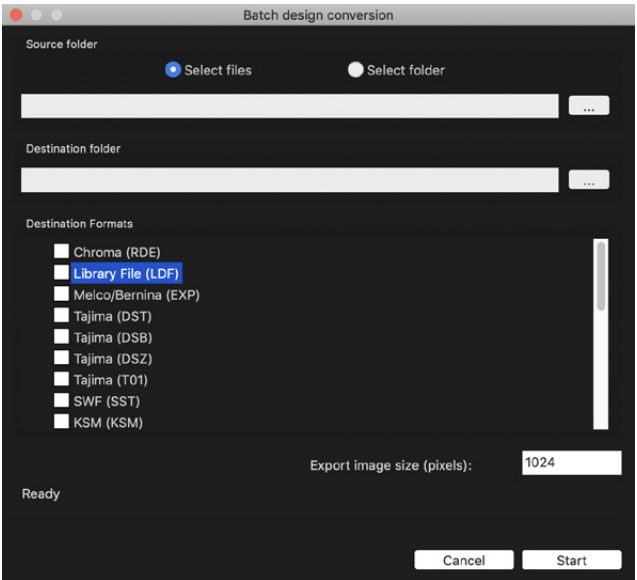 Batch design conversion
Source folder
Select files Select folder
...
Destination folder
...
Destination Formats
Chroma (RDE)
Library File (LDF)
Melco/Bernina (EXP)
Tajima (DST)
Tajima (DSB)
Tajima (DSZ)
Tajima (T01)
SWF (SST)
KSM (KSM)
Export image size (pixels): 1024
Ready
Cancel Start